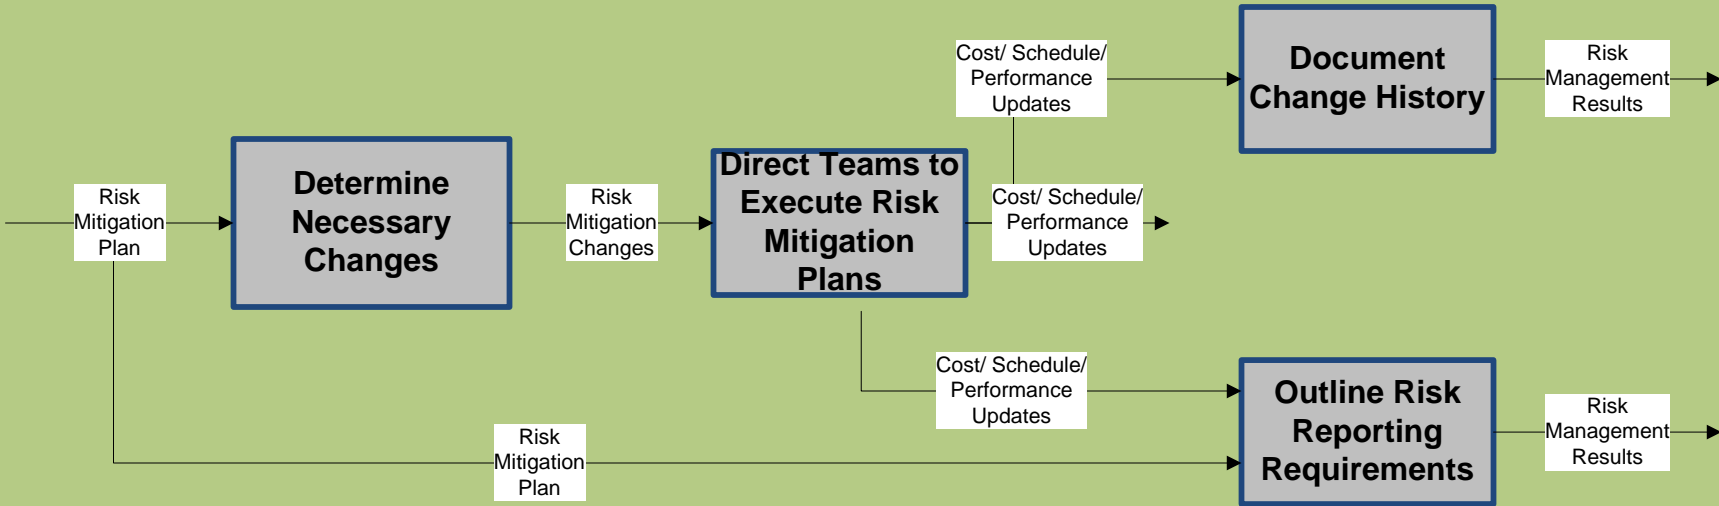 Risk
Mitigation
Plan
Determine
Necessary
Changes
Risk
Mitigation
Changes
Direct Teams to
Execute Risk
Mitigation
Plans
Cost/ Schedule/
Performance
Updates
Cost/ Schedule/
Performance
Updates
Document
Change History
Risk
Management
Results
Cost/ Schedule/
Performance
Updates
Risk
Mitigation
Plan
Outline Risk
Reporting
Requirements
Risk
Management
Results